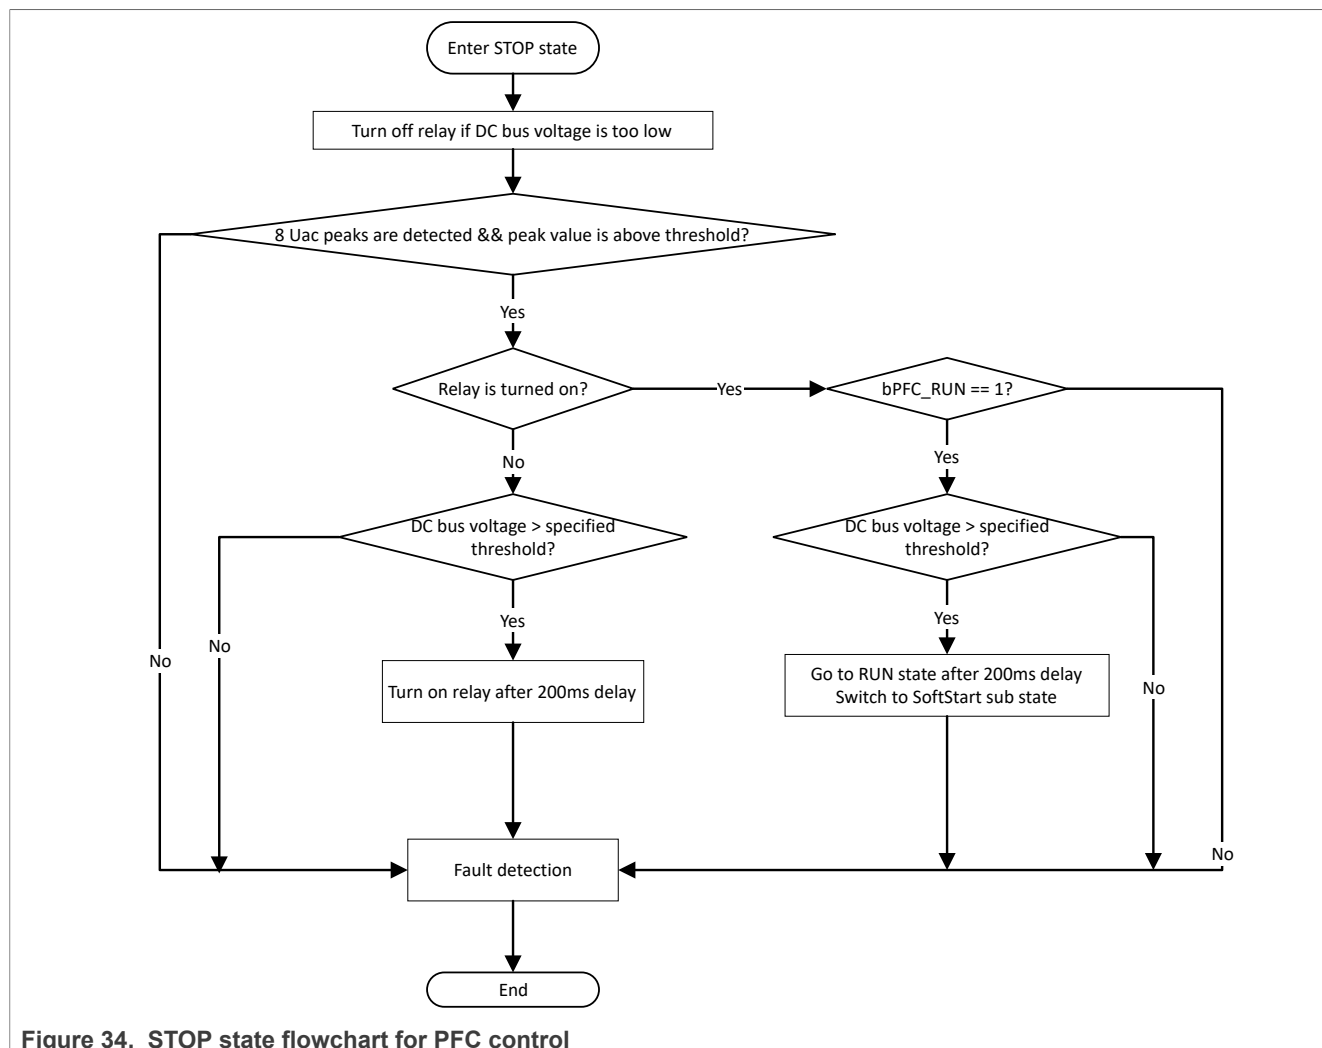 Enter STOP state
Turn off relay if DC bus voltage is too low
8 Uac peaks are detected && peak value is above threshold?
Yes
Relay is turned on?
Yes
bPFC_RUN == 1?
No
Yes
DC bus voltage > specified
threshold?
DC bus voltage > specified
threshold?
Yes
Yes
No
No
Turn on relay after 200ms delay
Go to RUN state after 200ms delay
Switch to SoftStart sub state
No
No
Fault detection
End
Figure 34. STOP state flowchart for PFC control